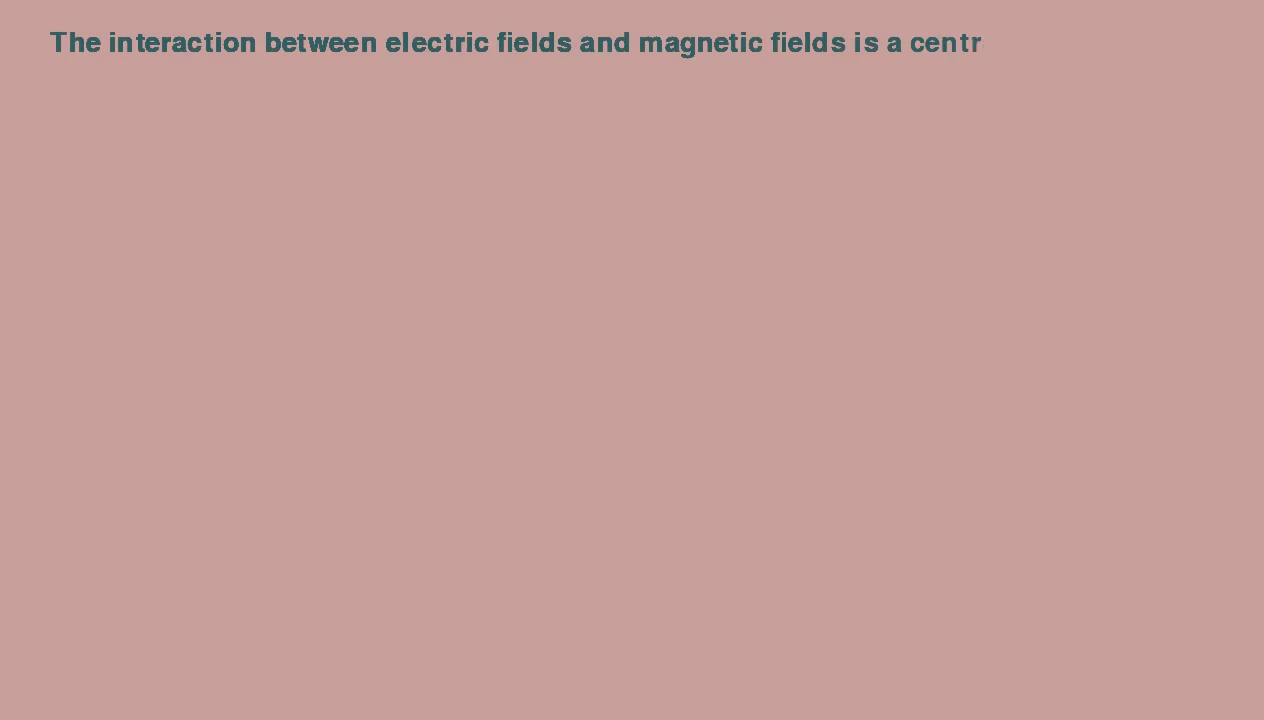 The interaction between electric fields and magnetic fields is a centr